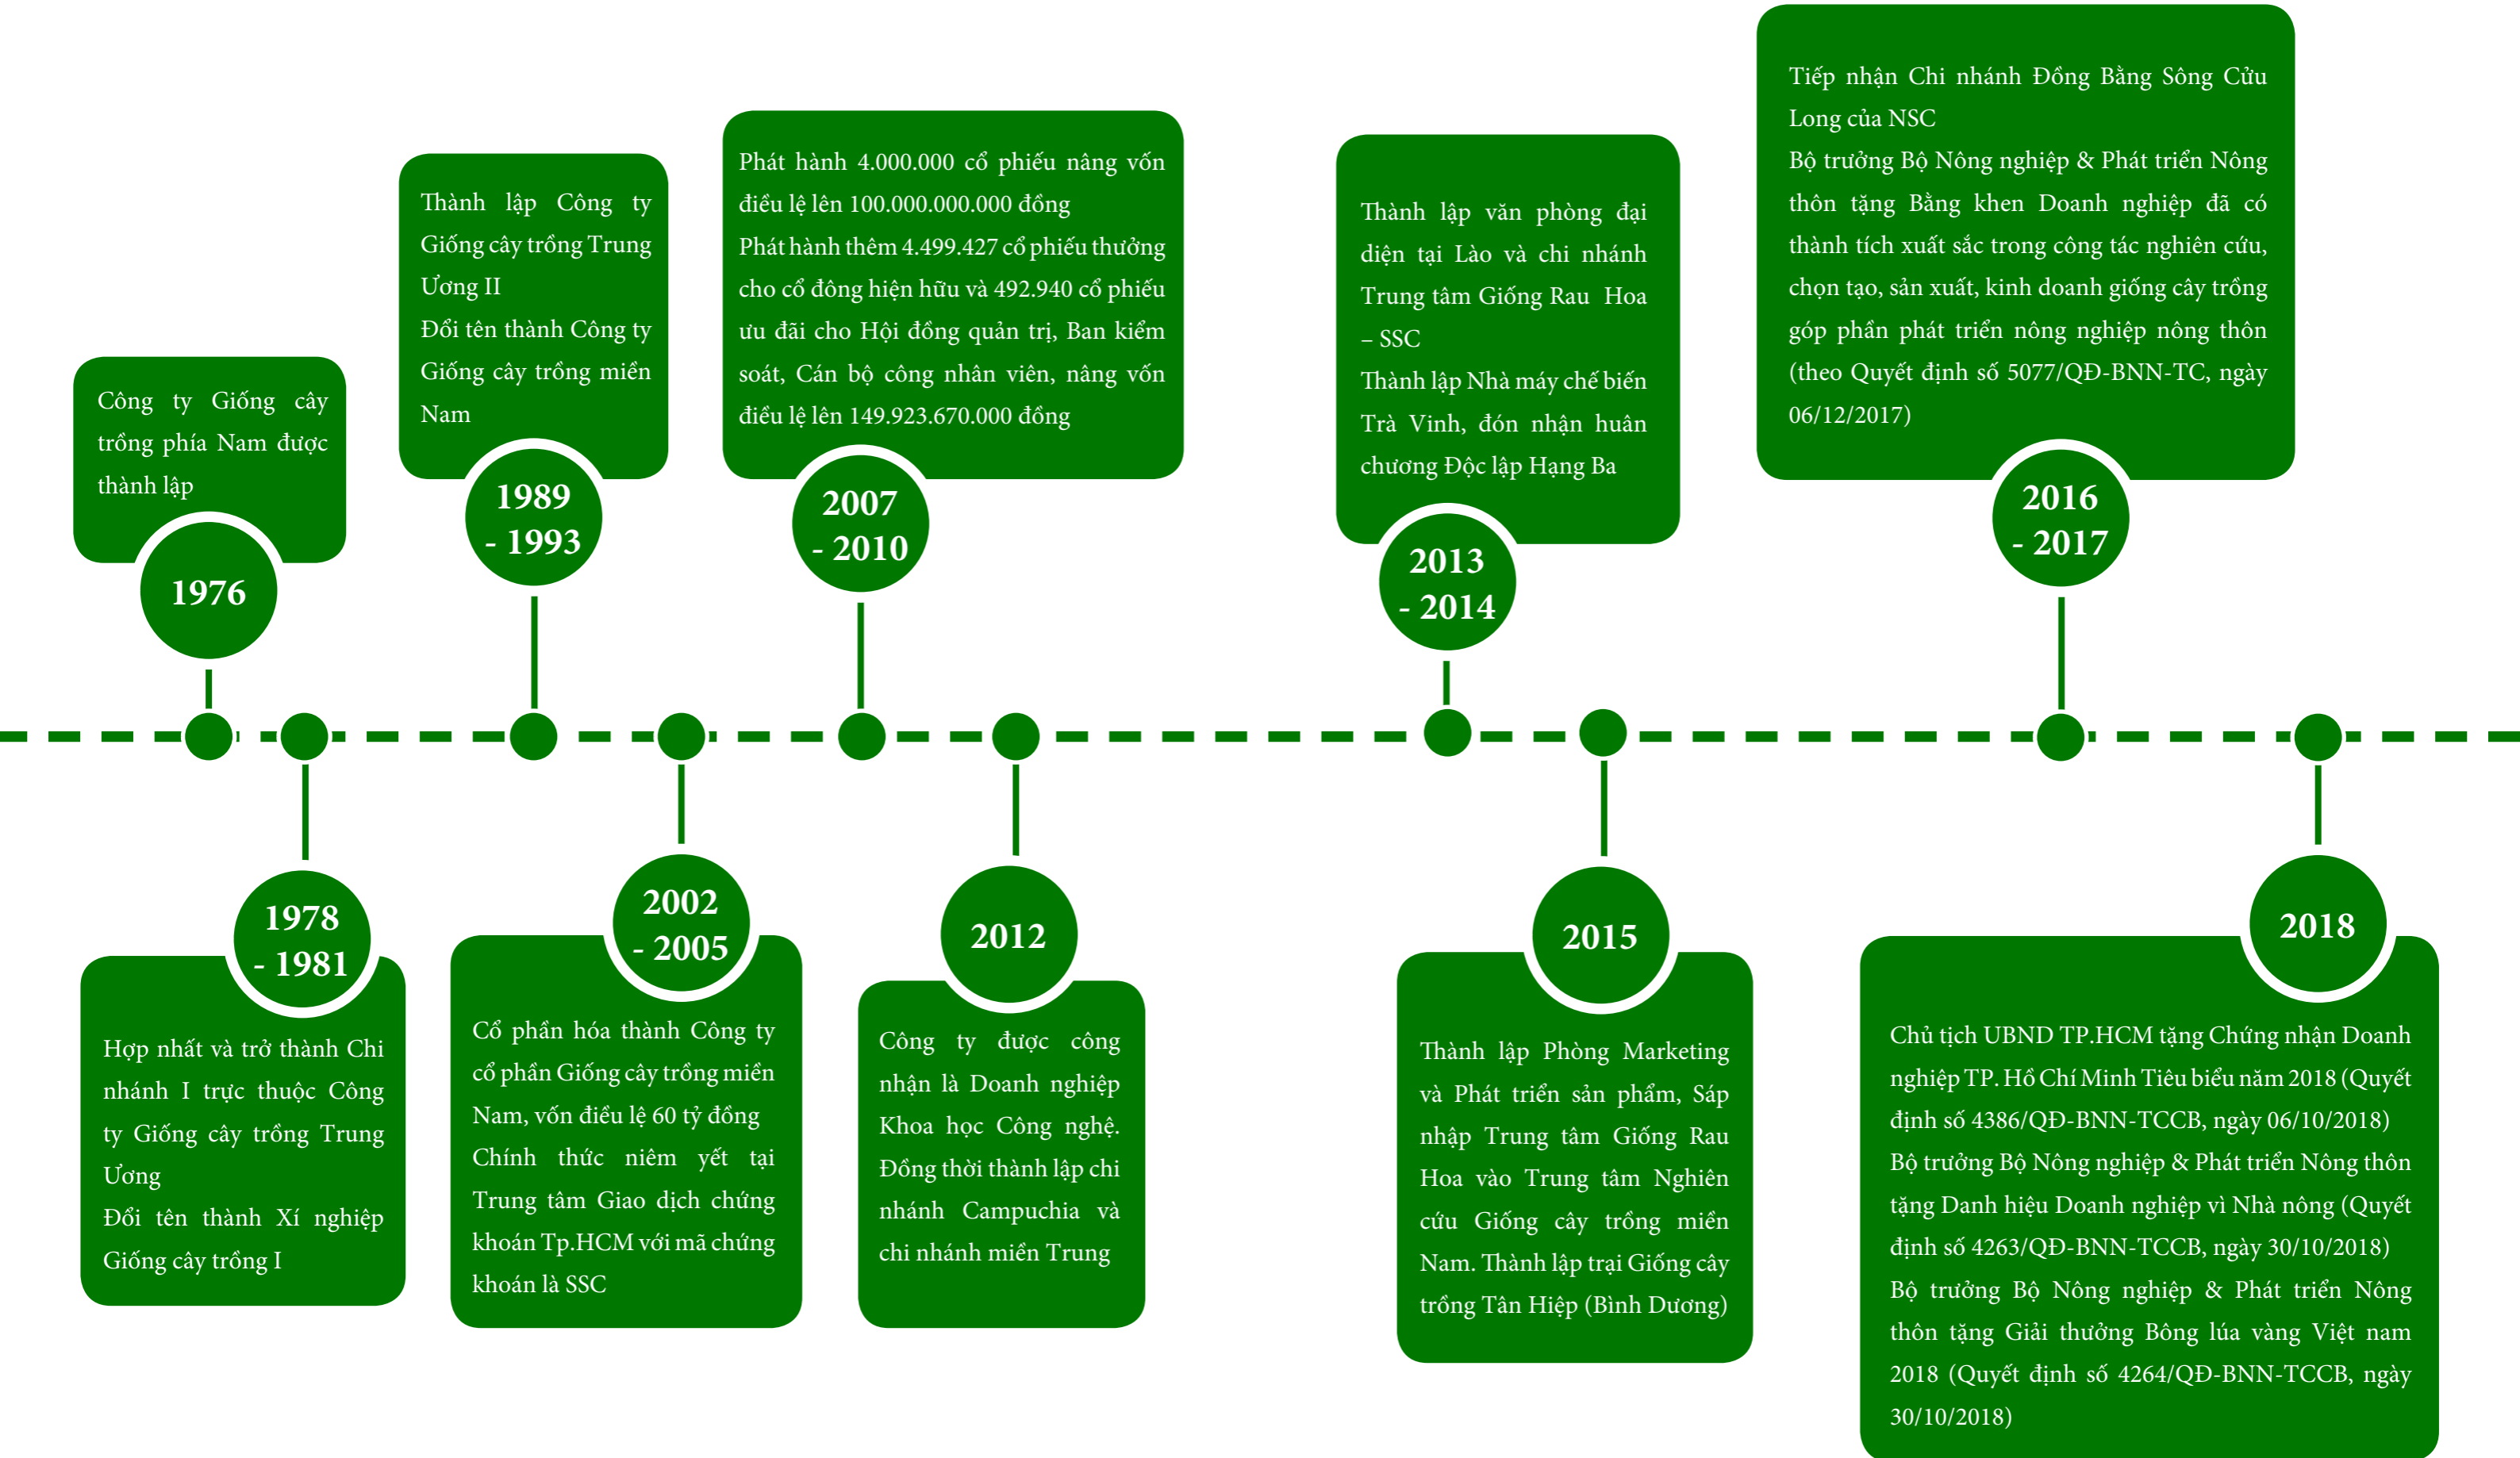 Công ty Giống cây
trồng phía Nam được
thành lập
1976
Hợp nhất và trở thành Chi
nhánh I trực thuộc Công
ty Giống cây trồng Trung
Ương
Đổi tên thành Xí nghiệp
Giống cây trồng I
1978
- 1981
Thành lập Công ty
Giống cây trồng Trung
Ương II
Đổi tên thành Công ty
Giống cây trồng miền
Nam
1989
- 1993
2002
- 2005
Cổ phần hóa thành Công ty
cổ phần Giống cây trồng miền
Nam, vốn điều lệ 60 tỷ đồng
Chính thức niêm yết tại
Trung tâm Giao dịch chứng
khoán Tp.HCM với mã chứng
khoán là SSC
Phát hành 4.000.000 cổ phiếu nâng vốn
điều lệ lên 100.000.000.000 đồng
Phát hành thêm 4.499.427 cổ phiếu thưởng
cho cổ đông hiện hữu và 492.940 cổ phiếu
ưu đãi cho Hội đồng quản trị, Ban kiểm
soát, Cán bộ công nhân viên, nâng vốn
điều lệ lên 149.923.670.000 đồng
2007
- 2010
2012
Công ty được công
nhận là Doanh nghiệp
Khoa học Công nghệ.
Đồng thời thành lập chi
nhánh Campuchia và
chi nhánh miền Trung
Thành lập văn phòng đại
diện tại Lào và chi nhánh
Trung tâm Giống Rau Hoa
– SSC
Thành lập Nhà máy chế biến
Trà Vinh, đón nhận huân
chương Độc lập Hạng Ba
2013
- 2014
2015
Thành lập Phòng Marketing
và Phát triển sản phẩm, Sáp
nhập Trung tâm Giống Rau
Hoa vào Trung tâm Nghiên
cứu Giống cây trồng miền
Nam. Thành lập trại Giống cây
trồng Tân Hiệp (Bình Dương)
Tiếp nhận Chi nhánh Đồng Bằng Sông Cửu
Long của NSC
Bộ trưởng Bộ Nông nghiệp & Phát triển Nông
thôn tặng Bằng khen Doanh nghiệp đã có
thành tích xuất sắc trong công tác nghiên cứu,
chọn tạo, sản xuất, kinh doanh giống cây trồng
góp phần phát triển nông nghiệp nông thôn
(theo Quyết định số 5077/QĐ-BNN-TC, ngày
06/12/2017)
2016
- 2017
2018
Chủ tịch UBND TP.HCM tặng Chứng nhận Doanh
nghiệp TP. Hồ Chí Minh Tiêu biểu năm 2018 (Quyết
định số 4386/QĐ-BNN-TCCB, ngày 06/10/2018)
Bộ trưởng Bộ Nông nghiệp & Phát triển Nông thôn
tặng Danh hiệu Doanh nghiệp vì Nhà nông (Quyết
định số 4263/QĐ-BNN-TCCB, ngày 30/10/2018)
Bộ trưởng Bộ Nông nghiệp & Phát triển Nông
thôn tặng Giải thưởng Bông lúa vàng Việt nam
2018 (Quyết định số 4264/QĐ-BNN-TCCB, ngày
30/10/2018)